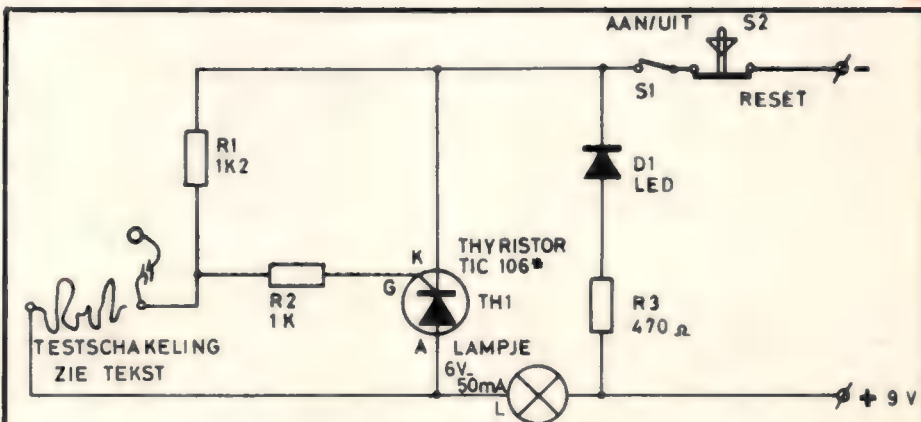 AAN/UIT S2
S1
RESET
-
R1
1K2
D1
LED
K
THYRISTOR
TIC 106*
G
TH1
R2
1K
R3
470 Ω
A
LAMPJE
6V_
50mA
L
TESTSCHAKELING
ZIE TEKST
+ 9 V